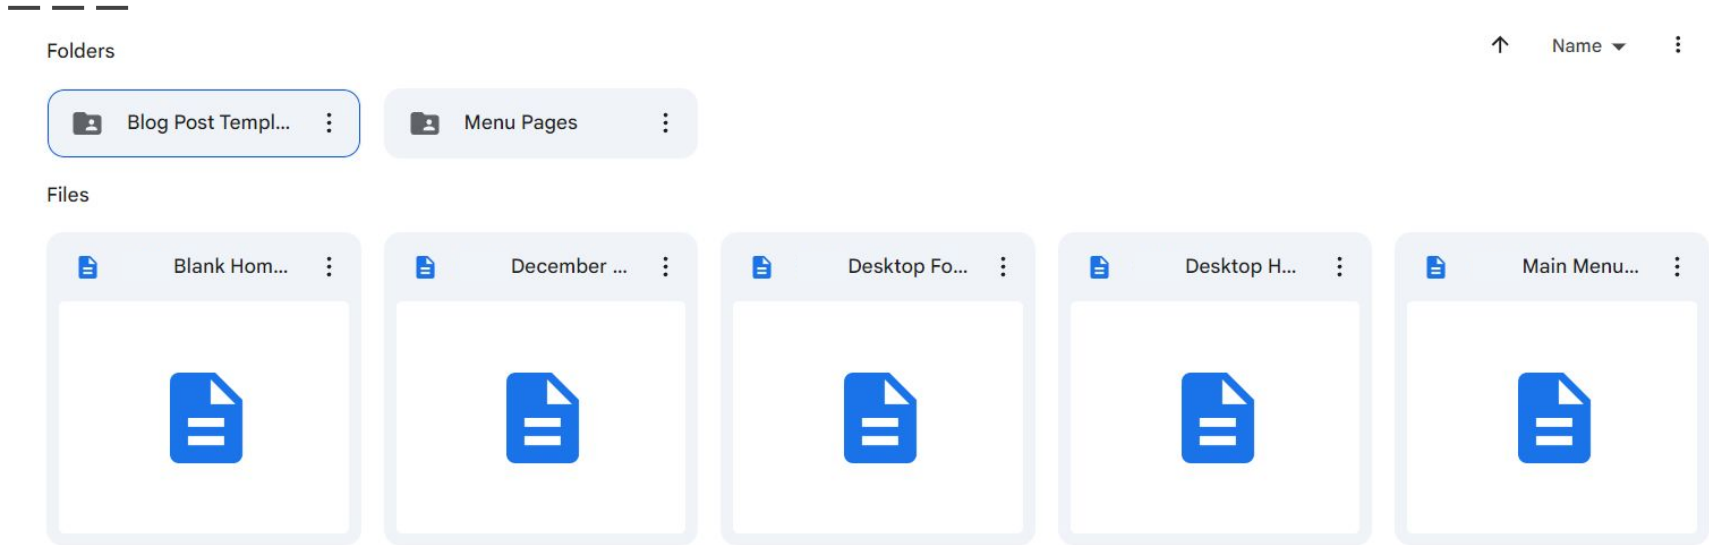 Folders
Name
Blog Post Templ...
Menu Pages
Files
Blank Hom...
December ...
Desktop Fo...
Desktop H...
Main Menu...